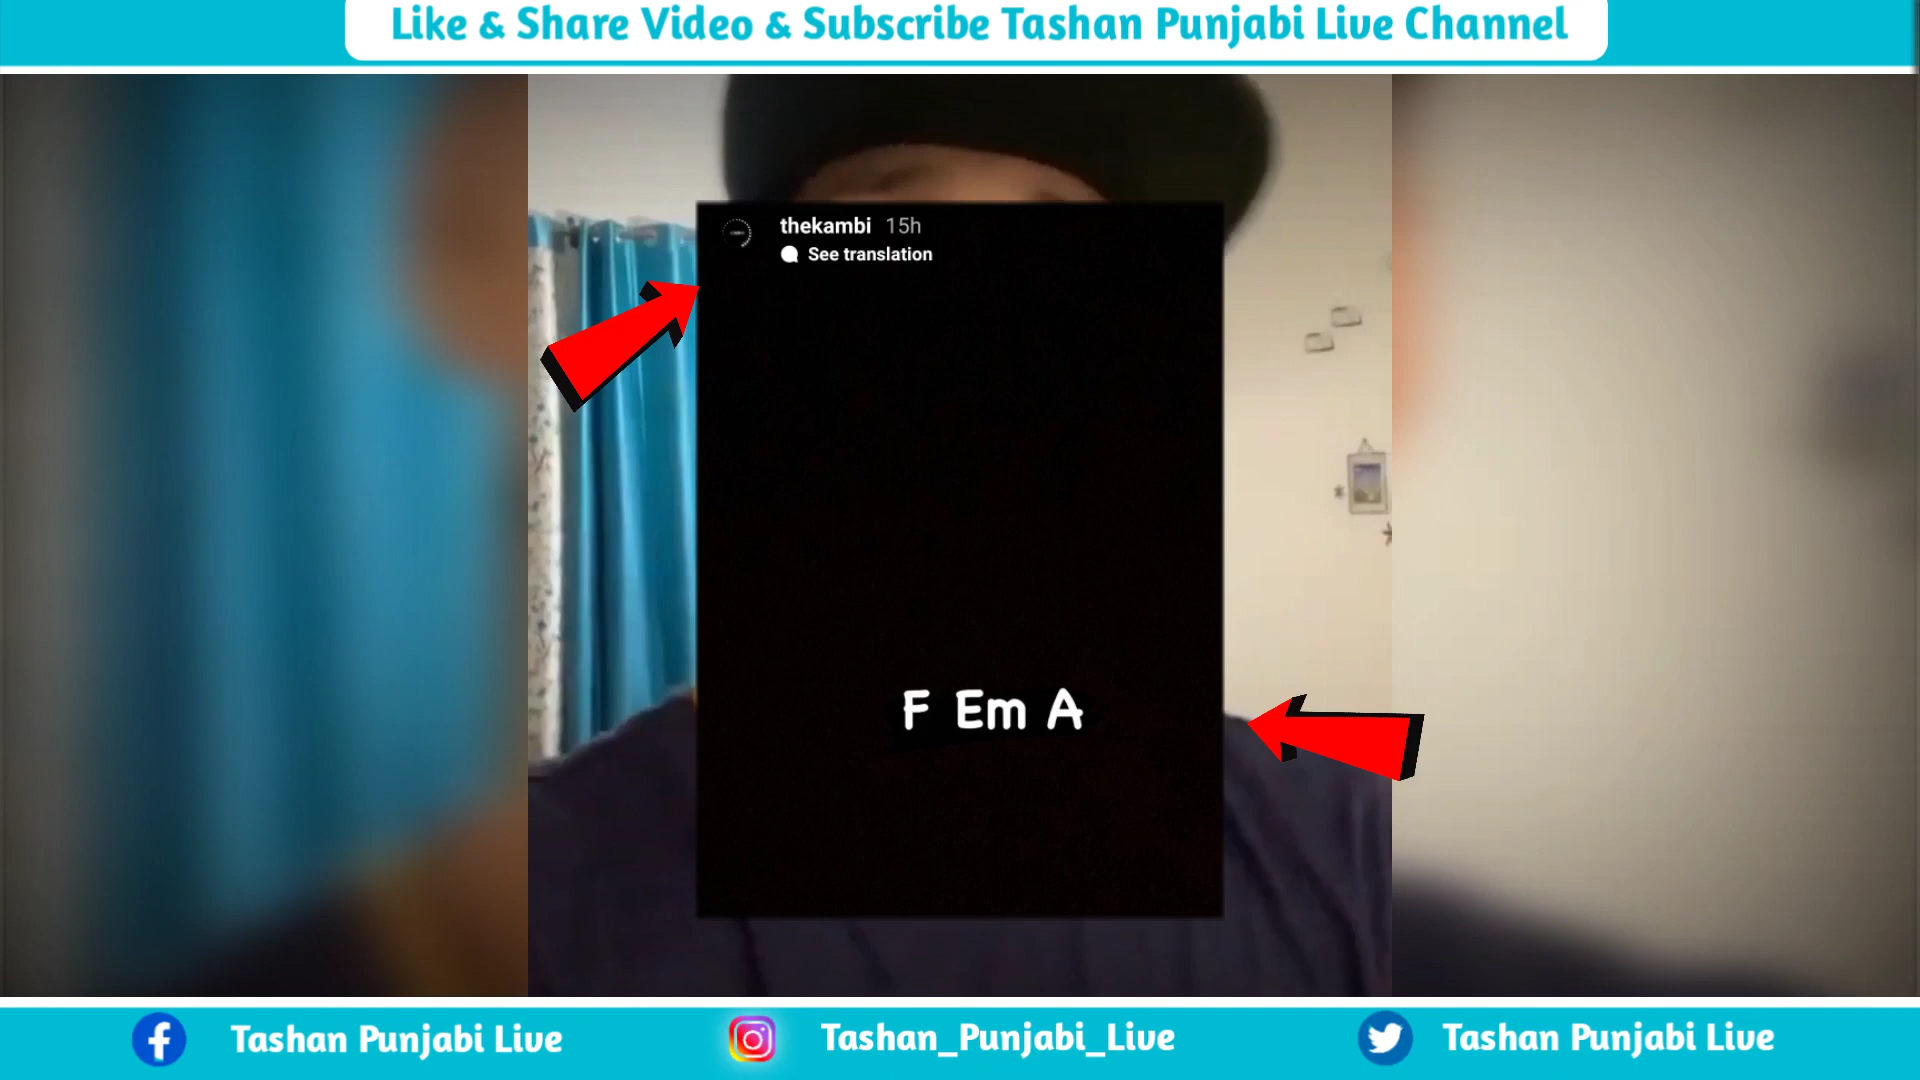 Like & Share Video & Subscribe Tashan Punjabi Live Channel
thekambi 15h
See translation
F Em A
Tashan Punjabi Live
Tashan_Punjabi_Live
Tashan Punjabi Live